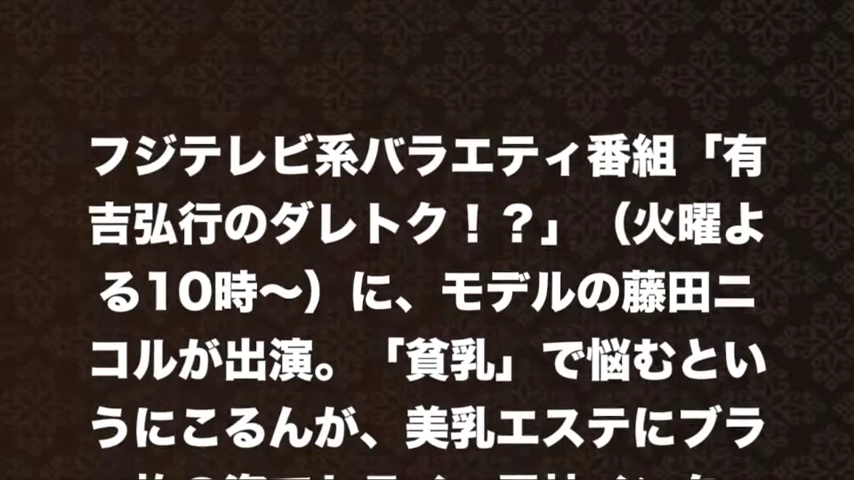 フジテレビ系バラエティ番組「有
吉弘行のダレトク！？」（火曜よ
る10時〜）に、モデルの藤田ニ
コルが出演。「貧乳」で悩むとい
うにこるんが、美乳エステにブラ